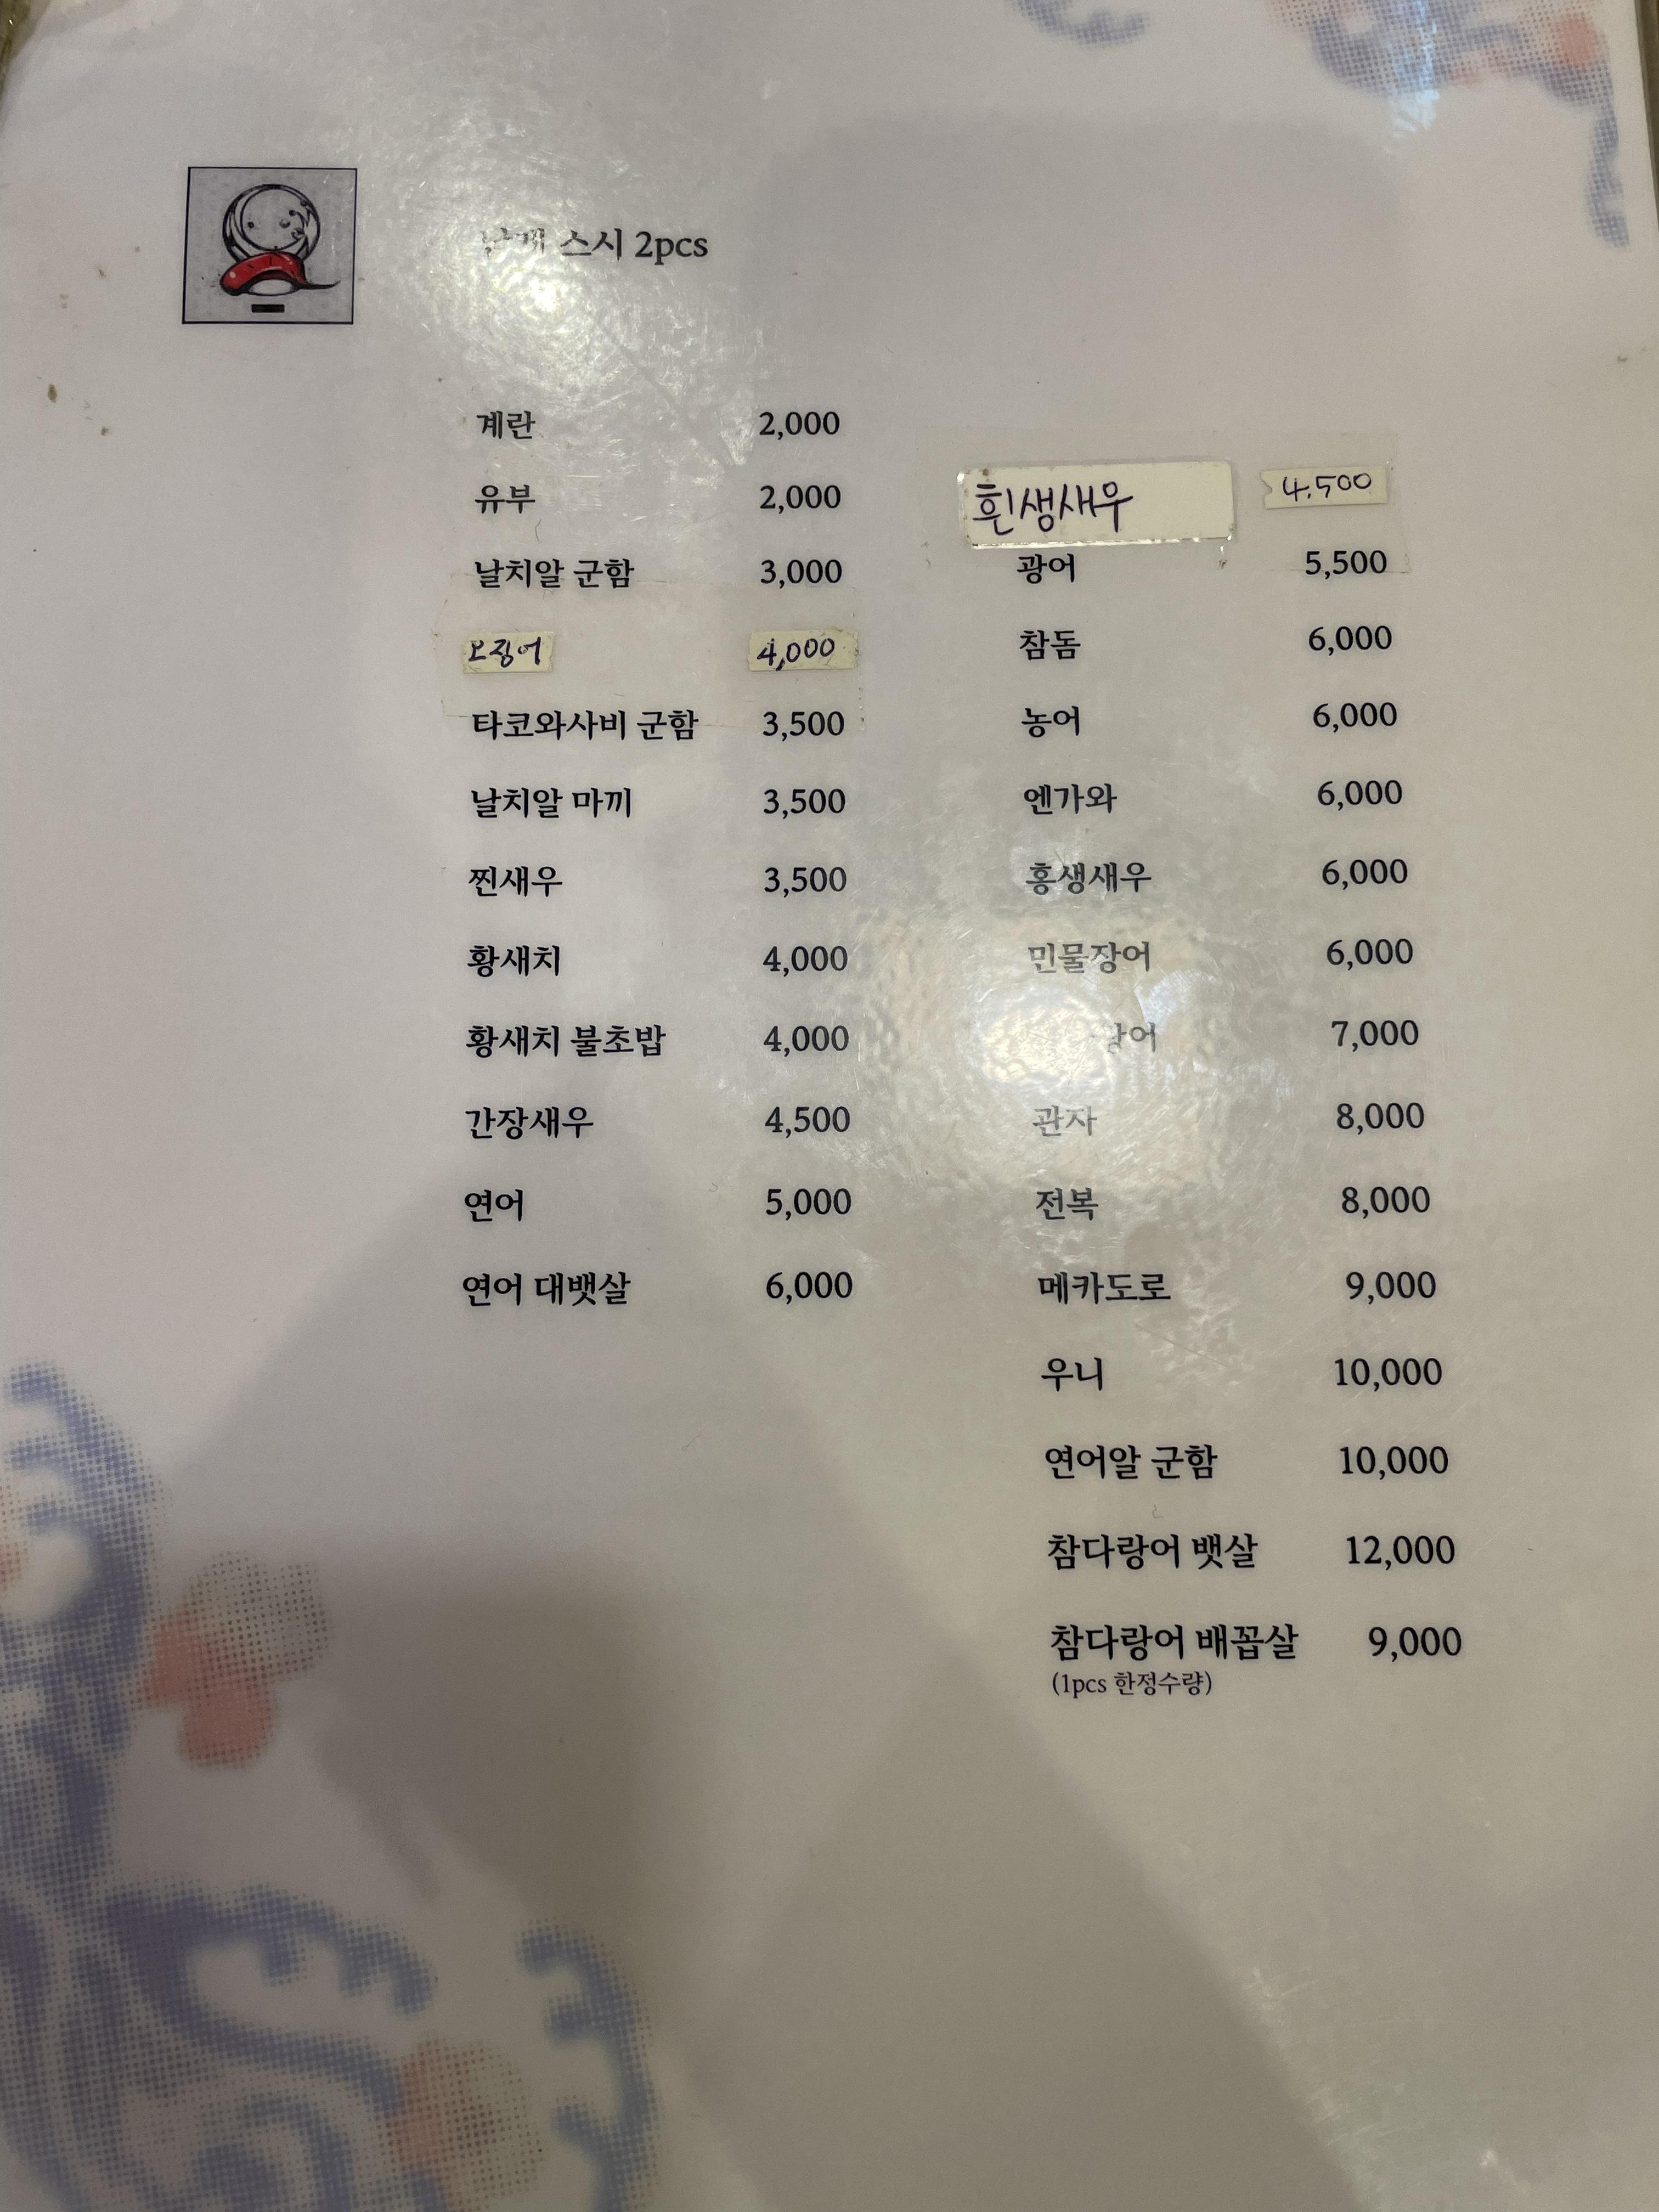 스시 2pcs
계란 2,000
유부 2,000
날치알 군함 3,000
오징어 4,000
타코와사비 군함 3,500
날치알 마끼 3,500
찐새우 3,500
황새치 4,000
황새치 불초밥 4,000
간장새우 4,500
연어 5,000
연어 대뱃살 6,000
흰생새우 4.500
광어 5,500
참돔 6,000
농어 6,000
엔가와 6,000
홍생새우 6,000
민물장어 6,000
7,000
관자 8,000
전복 8,000
메카도로 9,000
우니 10,000
연어알 군함 10,000
참다랑어 뱃살 12,000
참다랑어 배꼽살 9,000
(1pcs 한정수량)